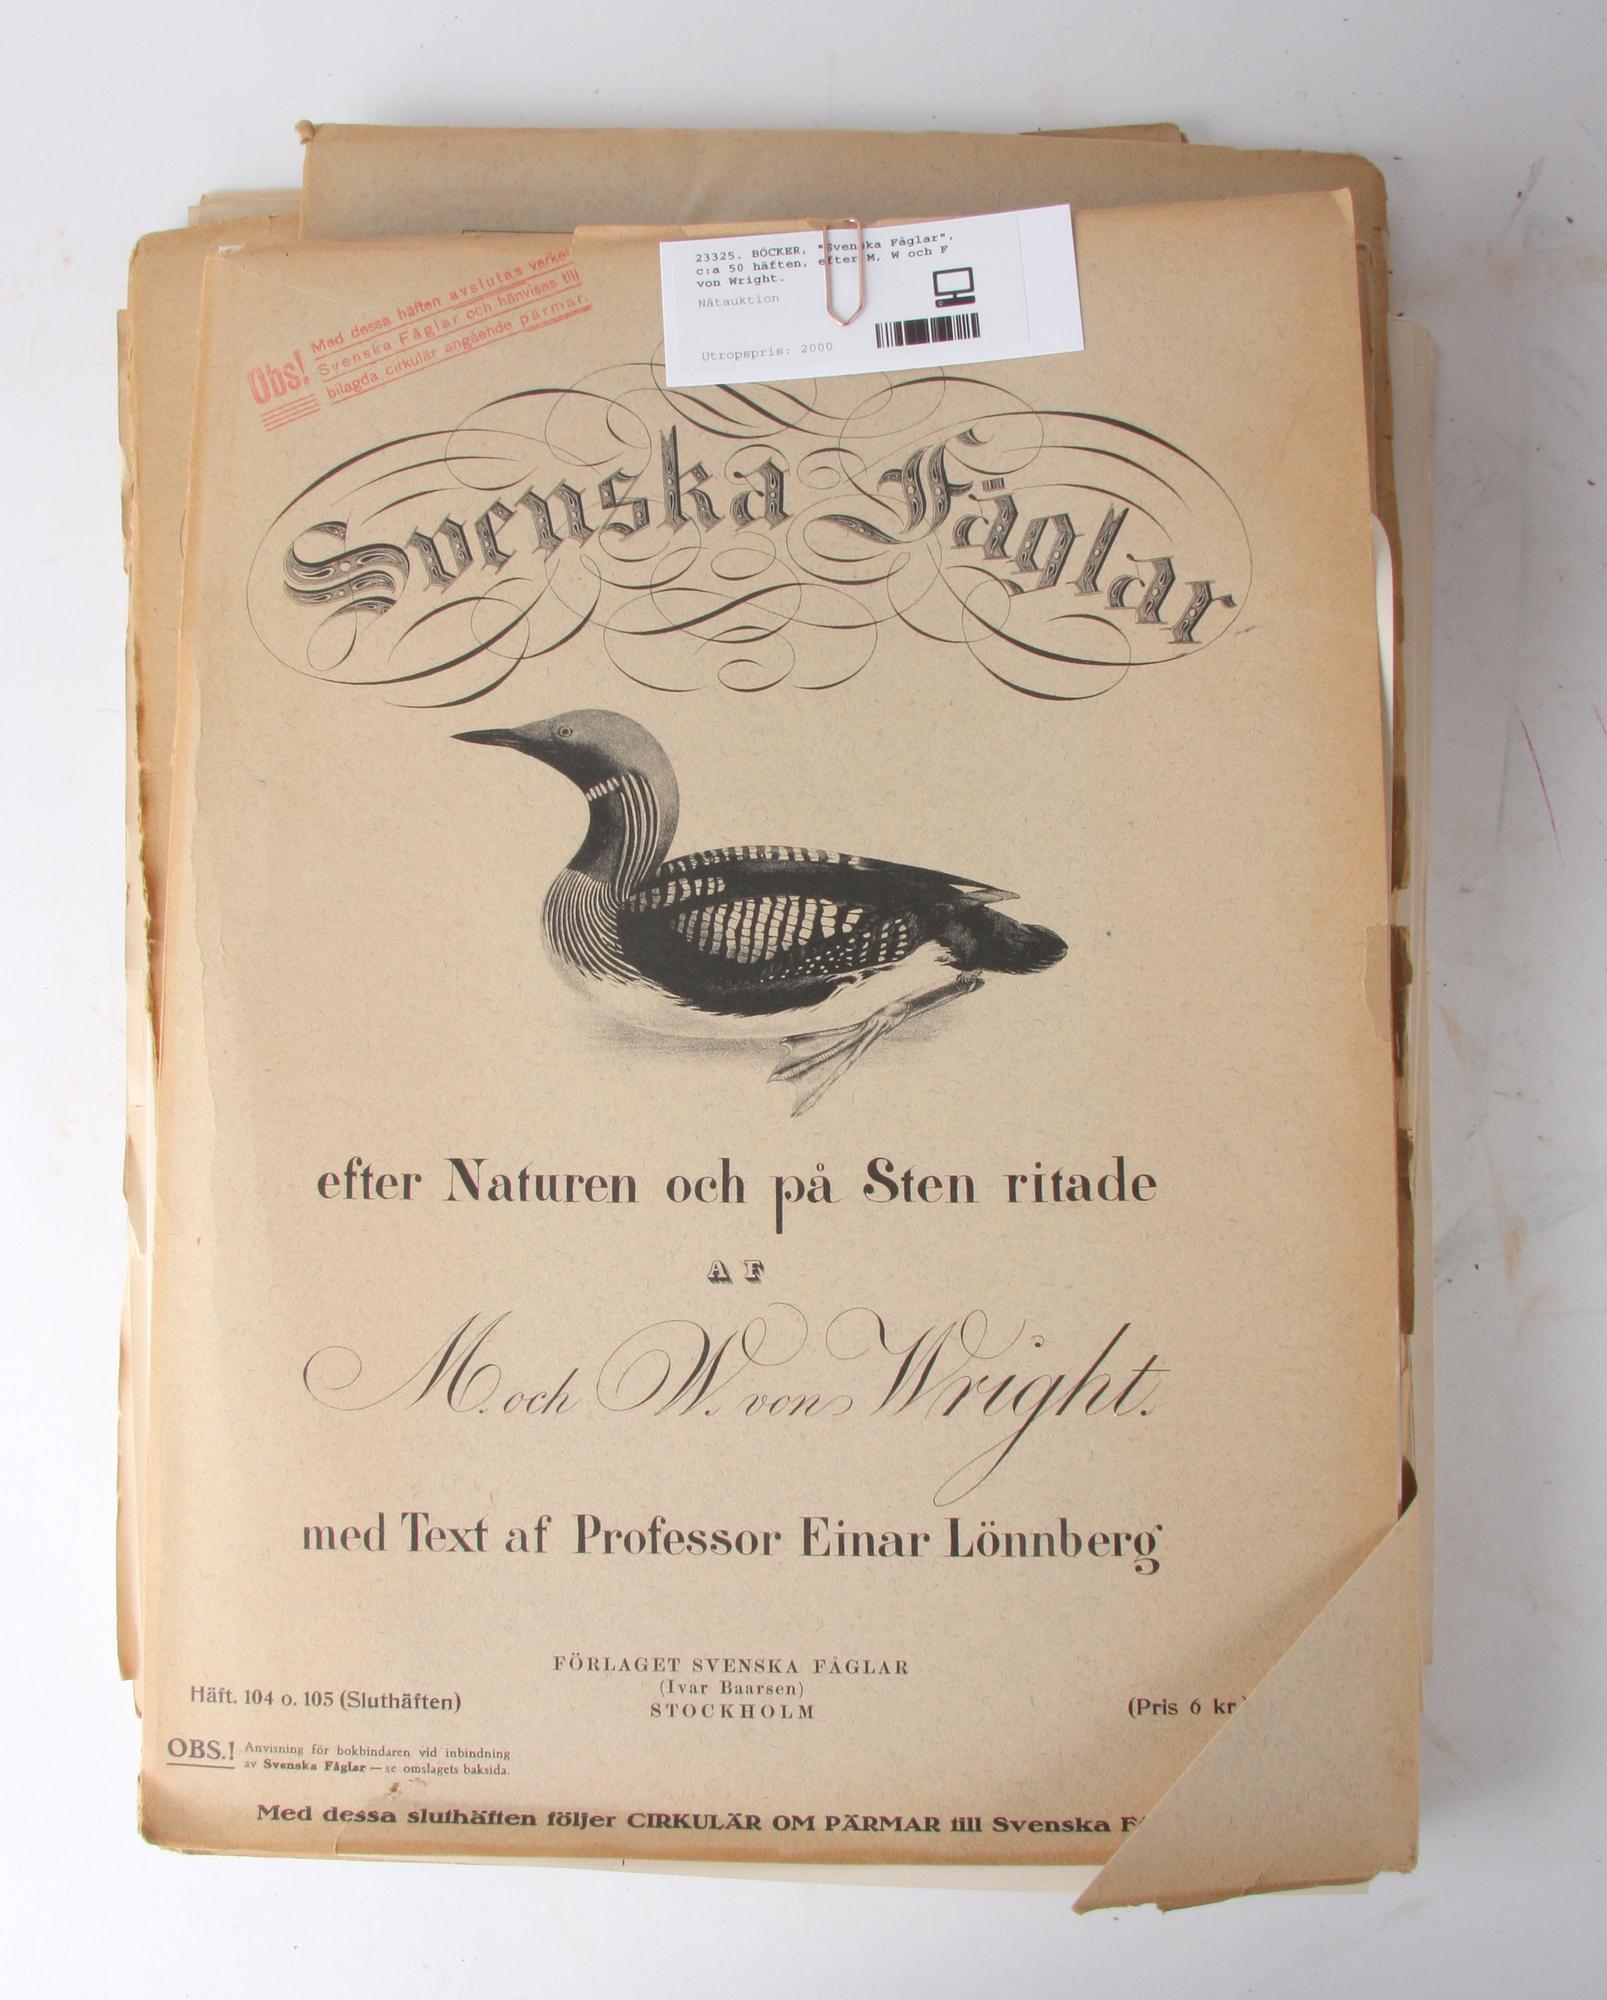 23325. BÖCKER, "Svenska Fåglar",
c:a 50 häften, efter M, W och F
von Wright.
Nätauktion
Utropspris: 2000
Obs!
Med dessa häften avslutas verket
Svenska Fåglar och hänvisas till
bilagda cirkulär angående pärmar.
Svenska Fåglar
efter Naturen och på Sten ritade
AF
M. och W. von Wright.
med Text af Professor Einar Lönnberg
FÖRLAGET SVENSKA FÅGLAR
(Ivar Baarsen)
STOCKHOLM
Häft. 104 o. 105 (Sluthäften)
(Pris 6 kr.)
OBS.!
Anvisning för bokbindaren vid inbindning
av Svenska Fåglar — se omslagets baksida.
Med dessa sluthäften följer CIRKULÄR OM PÄRMAR till Svenska